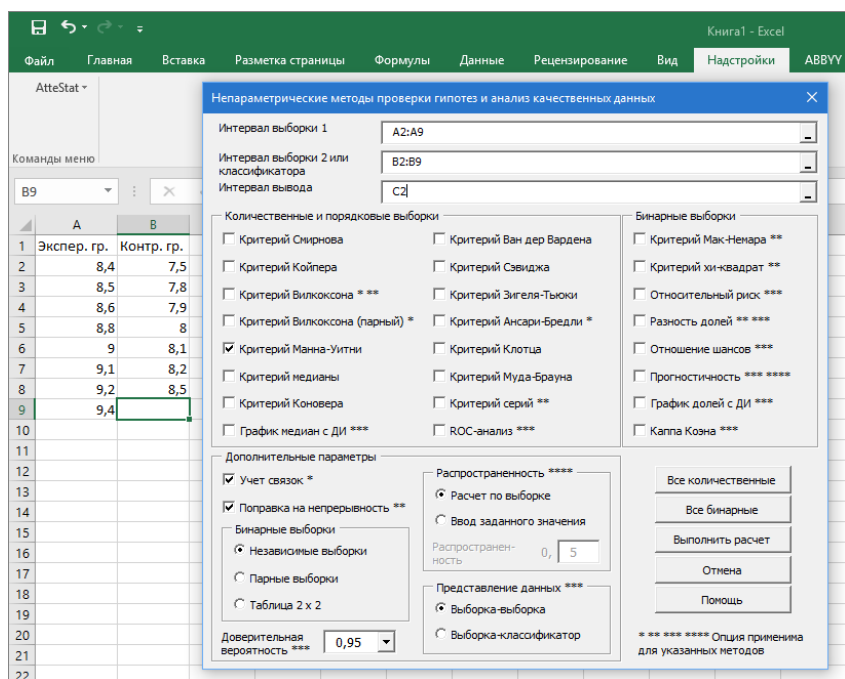 Книга1 - Excel
Файл Главная Вставка Разметка страницы Формулы Данные Рецензирование Вид Надстройки ABBYY
AtteStat
Команды меню
Непараметрические методы проверки гипотез и анализ качественных данных
Интервал выборки 1 A2:A9
Интервал выборки 2 или классификатора B2:B9
Интервал вывода C2
B9
A B
1 Экспер. гр. Контр. гр.
2 8,4 7,5
3 8,5 7,8
4 8,6 7,9
5 8,8 8
6 9 8,1
7 9,1 8,2
8 9,2 8,5
9 9,4
10
11
12
13
14
15
16
17
18
19
20
21
22
Количественные и порядковые выборки
Критерий Смирнова Критерий Ван дер Вардена
Критерий Койпера Критерий Сэвиджа
Критерий Вилкоксона * ** Критерий Зигеля-Тьюки
Критерий Вилкоксона (парный) * Критерий Ансари-Бредли *
Критерий Манна-Уитни Критерий Клотца
Критерий медианы Критерий Муда-Брауна
Критерий Коновера Критерий серий **
График медиан с ДИ *** ROC-анализ ***
Бинарные выборки
Критерий Мак-Немара **
Критерий хи-квадрат **
Относительный риск ***
Разность долей ** ***
Отношение шансов ***
Прогностичность *** ****
График долей с ДИ ***
Каппа Коэна ***
Дополнительные параметры
Учет связок *
Поправка на непрерывность **
Бинарные выборки
Независимые выборки
Парные выборки
Таблица 2 x 2
Доверительная вероятность *** 0,95
Распространенность ****
Расчет по выборке
Ввод заданного значения
Распространен-
ность 0, 5
Представление данных ***
Выборка-выборка
Выборка-классификатор
Все количественные
Все бинарные
Выполнить расчет
Отмена
Помощь
* ** *** **** Опция применима
для указанных методов